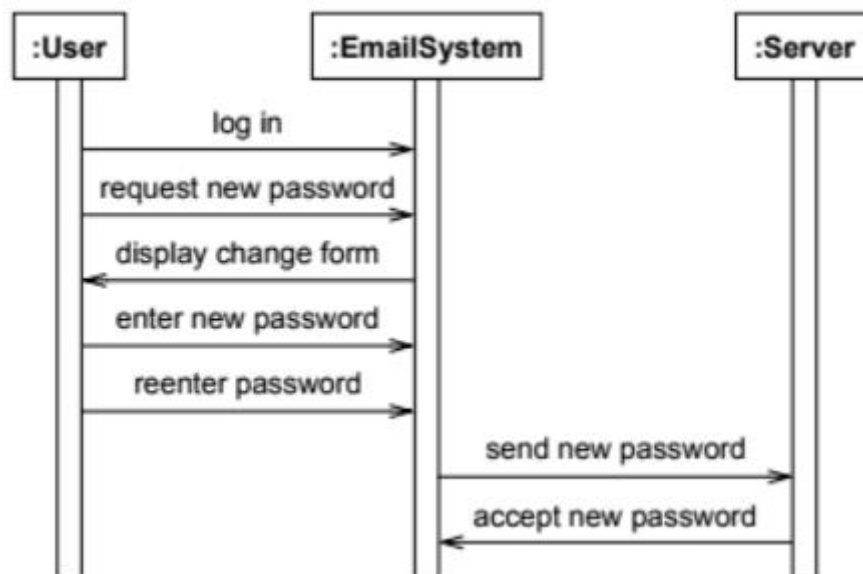 :User
:EmailSystem
:Server
log in
request new password
display change form
enter new password
reenter password
send new password
accept new password